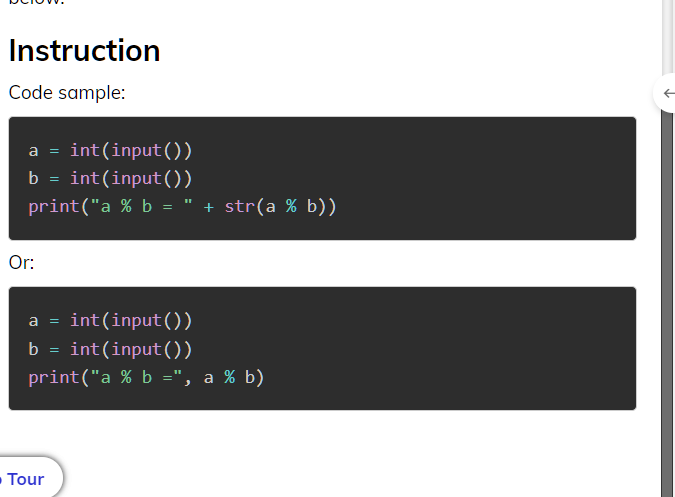 Instruction
Code sample:
a = int(input())
b = int(input())
print("a % b = " + str(a % b))
Or:
a = int(input())
b = int(input())
print("a % b =", a % b)
Tour